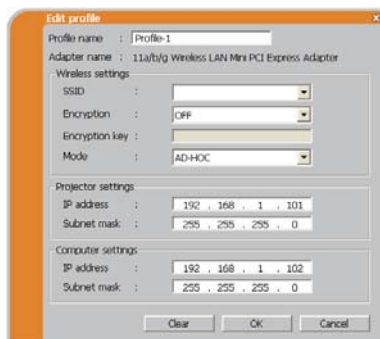 Edit profile
Profile name : Profile-1
Adapter name : 11a/b/g Wireless LAN Mini PCI Express Adapter
Wireless settings
SSID :
Encryption : OFF
Encryption key :
Mode : AD-HOC
Projector settings
IP address : 192 . 168 . 1 . 101
Subnet mask : 255 . 255 . 255 . 0
Computer settings
IP address : 192 . 168 . 1 . 102
Subnet mask : 255 . 255 . 255 . 0
Clear OK Cancel